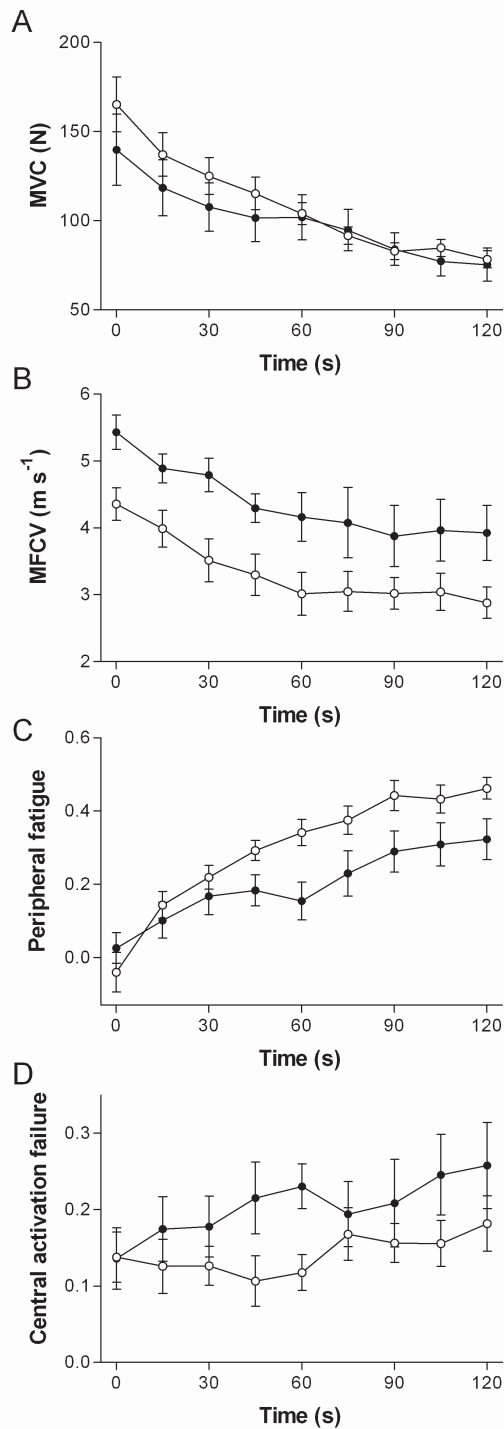 A
200
150
100
50
MVC (N)
0 30 60 90 120
Time (s)
B
6
5
4
3
2
MFCV (m s⁻¹)
0 30 60 90 120
Time (s)
C
0.6
0.4
0.2
0.0
Peripheral fatigue
0 30 60 90 120
Time (s)
D
0.3
0.2
0.1
0.0
Central activation failure
0 30 60 90 120
Time (s)